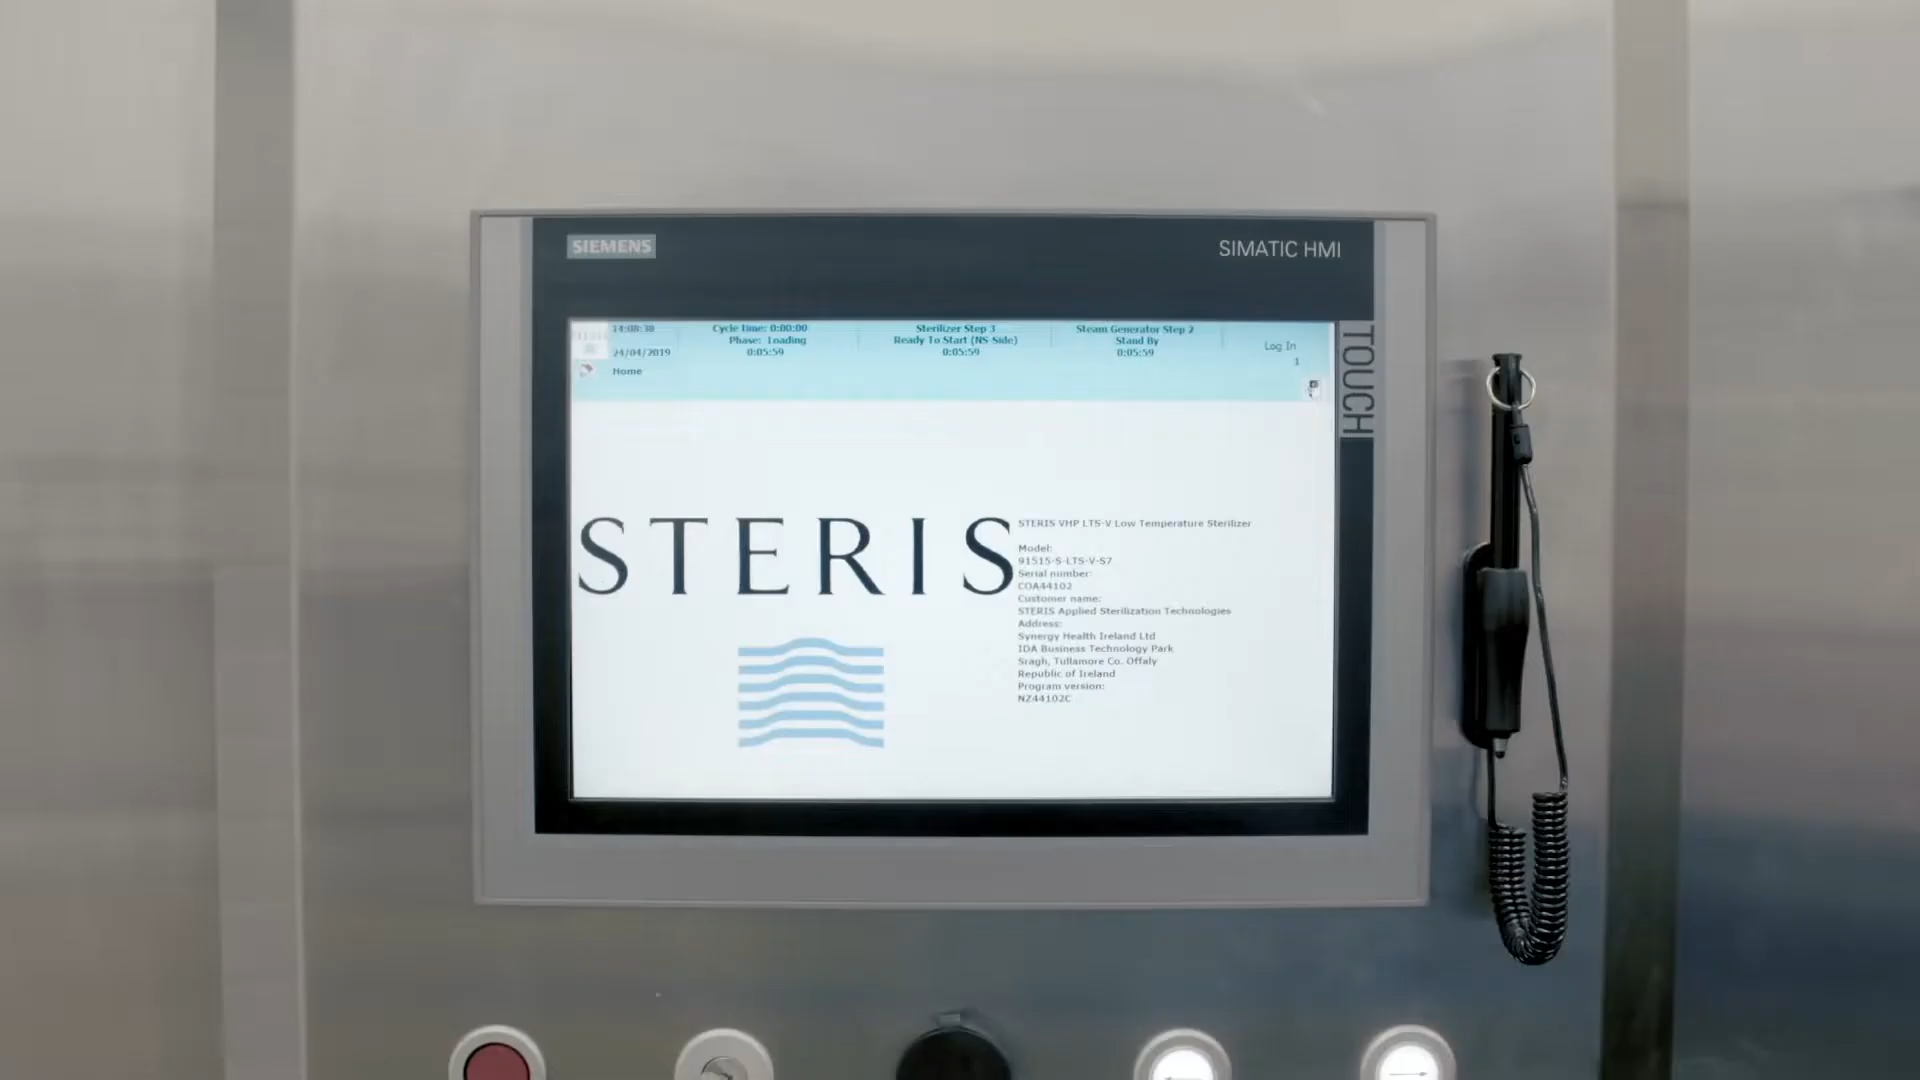 SIEMENS
SIMATIC HMI
TOUCH
14:08:30
24/04/2019
Cycle time: 0:00:00
Phase: Loading
0:05:59
Sterilizer Step 3
Ready To Start (NS-Side)
0:05:59
Steam Generator Step 2
Stand By
0:05:59
Log In
1
Home
STERIS
STERIS VHP LTS-V Low Temperature Sterilizer
Model:
91515-S-LTS-V-S7
Serial number:
COA44102
Customer name:
STERIS Applied Sterilization Technologies
Address:
Synergy Health Ireland Ltd
IDA Business Technology Park
Sragh, Tullamore Co. Offaly
Republic of Ireland
Program version:
NZ44102C